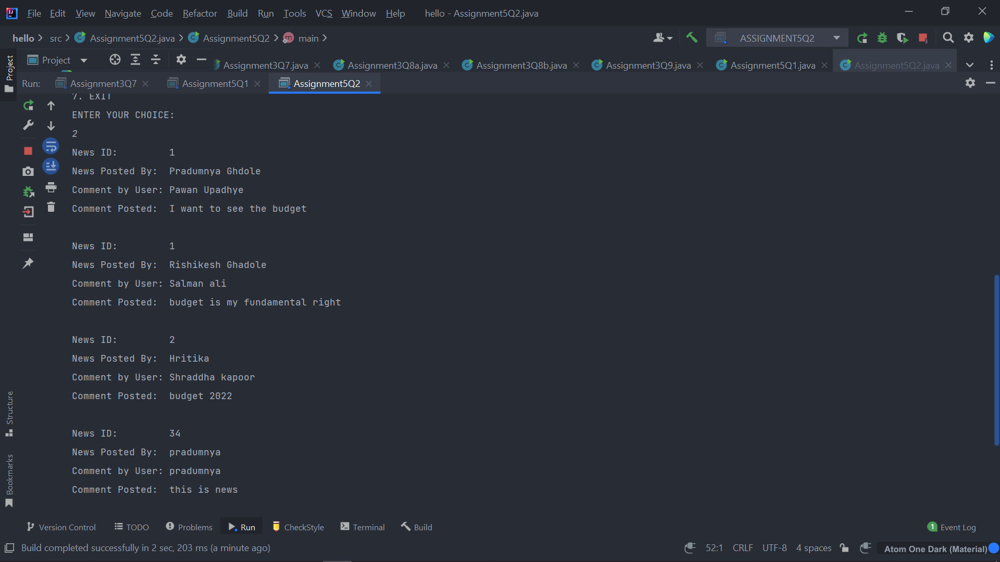 File Edit View Navigate Code Refactor Build Run Tools VCS Window Help hello - Assignment5Q2.java
hello src Assignment5Q2.java Assignment5Q2 main ASSIGNMENT5Q2
Project Assignment3Q7.java Assignment3Q8a.java Assignment3Q8b.java Assignment3Q9.java Assignment5Q1.java Assignment5Q2.java
Project
Run: Assignment3Q7 Assignment5Q1 Assignment5Q2
7. EXIT
ENTER YOUR CHOICE:
2
News ID: 1
News Posted By: Pradumnya Ghdole
Comment by User: Pawan Upadhye
Comment Posted: I want to see the budget
News ID: 1
News Posted By: Rishikesh Ghadole
Comment by User: Salman ali
Comment Posted: budget is my fundamental right
News ID: 2
News Posted By: Hritika
Comment by User: Shraddha kapoor
Comment Posted: budget 2022
News ID: 34
News Posted By: pradumnya
Comment by User: pradumnya
Comment Posted: this is news
Structure
Bookmarks
Version Control TODO Problems Run CheckStyle Terminal Build 1 Event Log
Build completed successfully in 2 sec, 203 ms (a minute ago) 52:1 CRLF UTF-8 4 spaces Atom One Dark (Material)